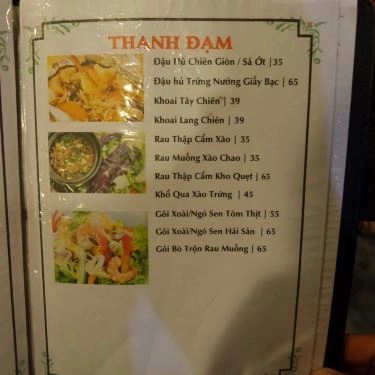 THANH ĐẠM
Đậu Hủ Chiên Giòn / Sả Ớt |35
Đậu hủ Trứng Nướng Giấy Bạc | 65
Khoai Tây Chiên | 39
Khoai Lang Chiên | 39
Rau Thập Cẩm Xào | 35
Rau Muống Xào Chao | 35
Rau Thập Cẩm Kho Quẹt | 65
Khổ Qua Xào Trứng | 45
Gỏi Xoài/Ngó Sen Tôm Thịt | 55
Gỏi Xoài/Ngó Sen Hải Sản | 65
Gỏi Bò Trộn Rau Muống | 65